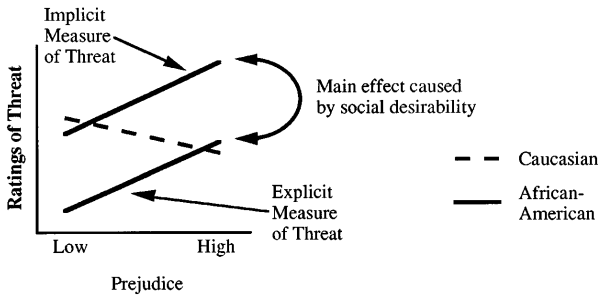 Implicit
Measure
of Threat
Ratings of Threat
Main effect caused
by social desirability
Explicit
Measure
of Threat
Low
High
Prejudice
Caucasian
African-
American